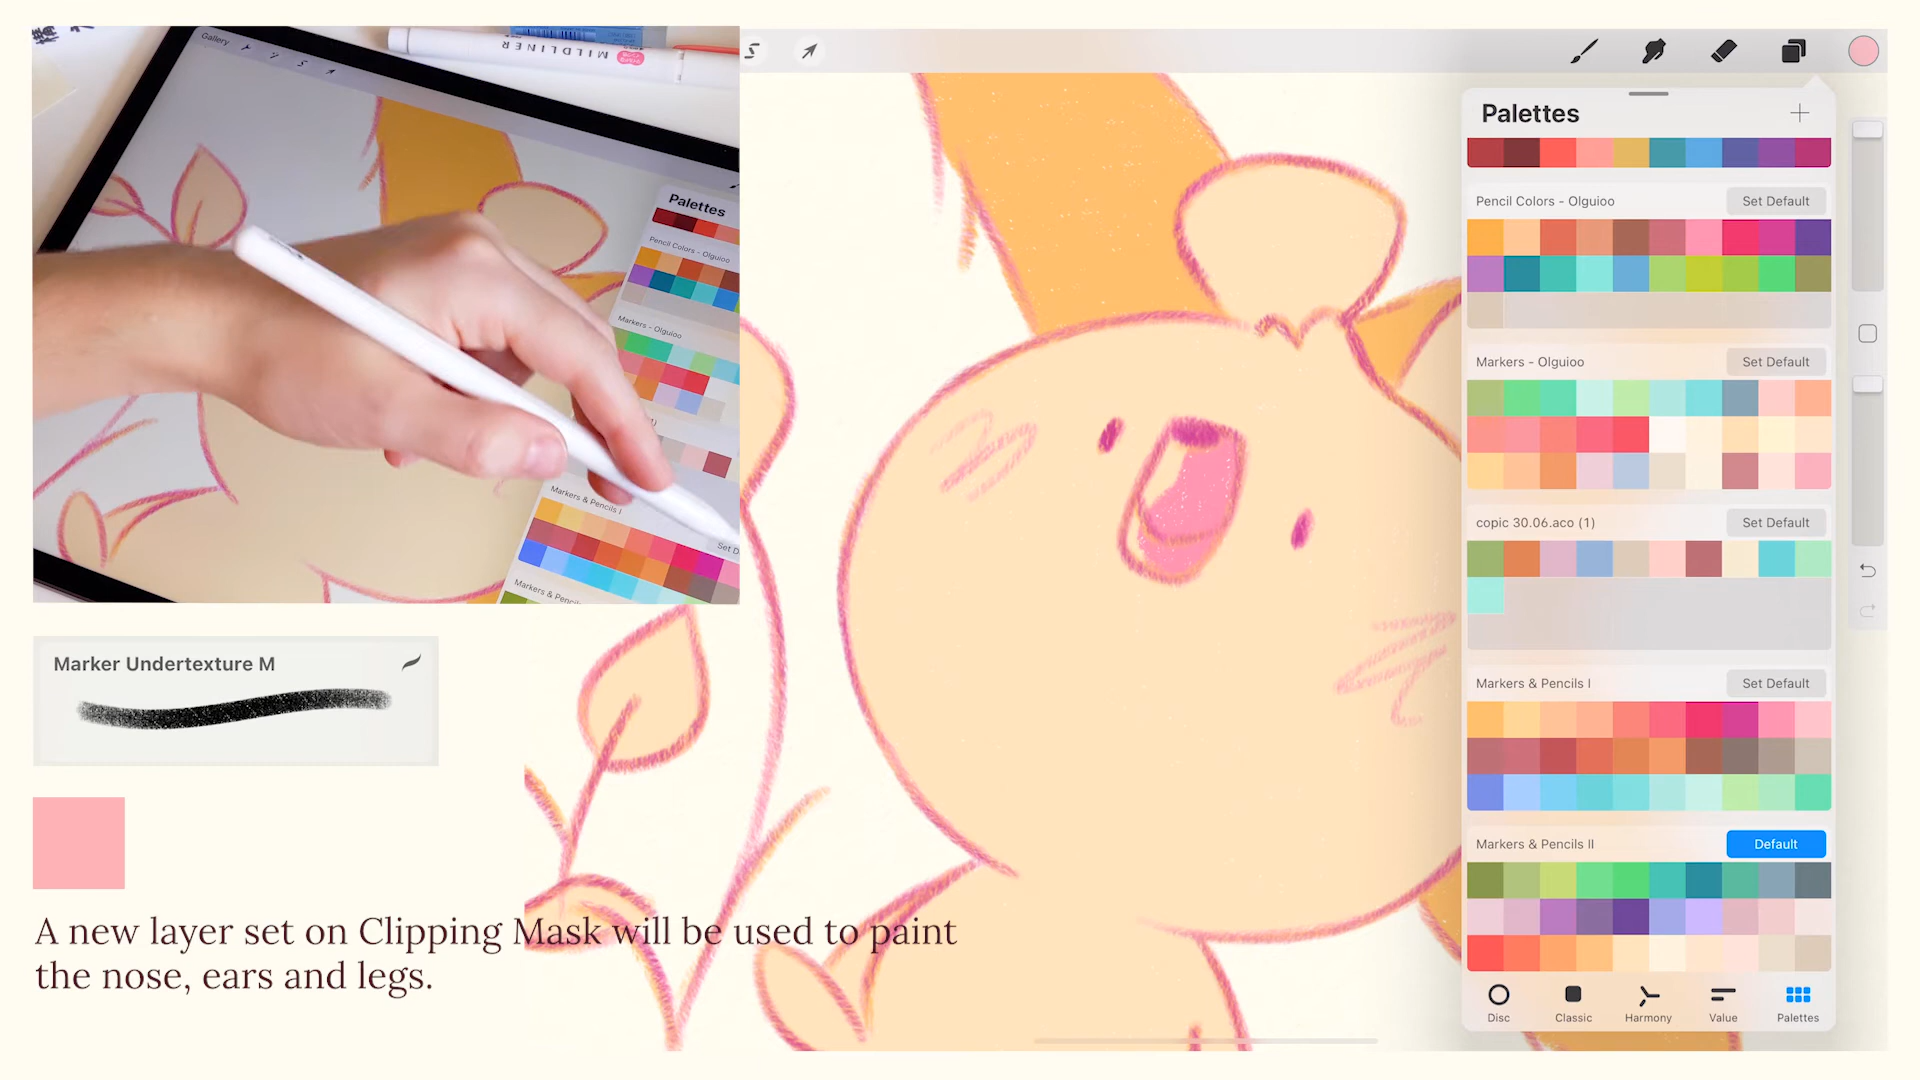 Gallery
MILDLINER
Palettes
Pencil Colors - Olguioo
Markers - Olguioo
Markers & Pencils I
Set D
Markers & Pencils
Marker Undertexture M
A new layer set on Clipping Mask will be used to paint
the nose, ears and legs.
Palettes
Pencil Colors - Olguioo
Set Default
Markers - Olguioo
Set Default
copic 30.06.aco (1)
Set Default
Markers & Pencils I
Set Default
Markers & Pencils II
Default
Disc
Classic
Harmony
Value
Palettes